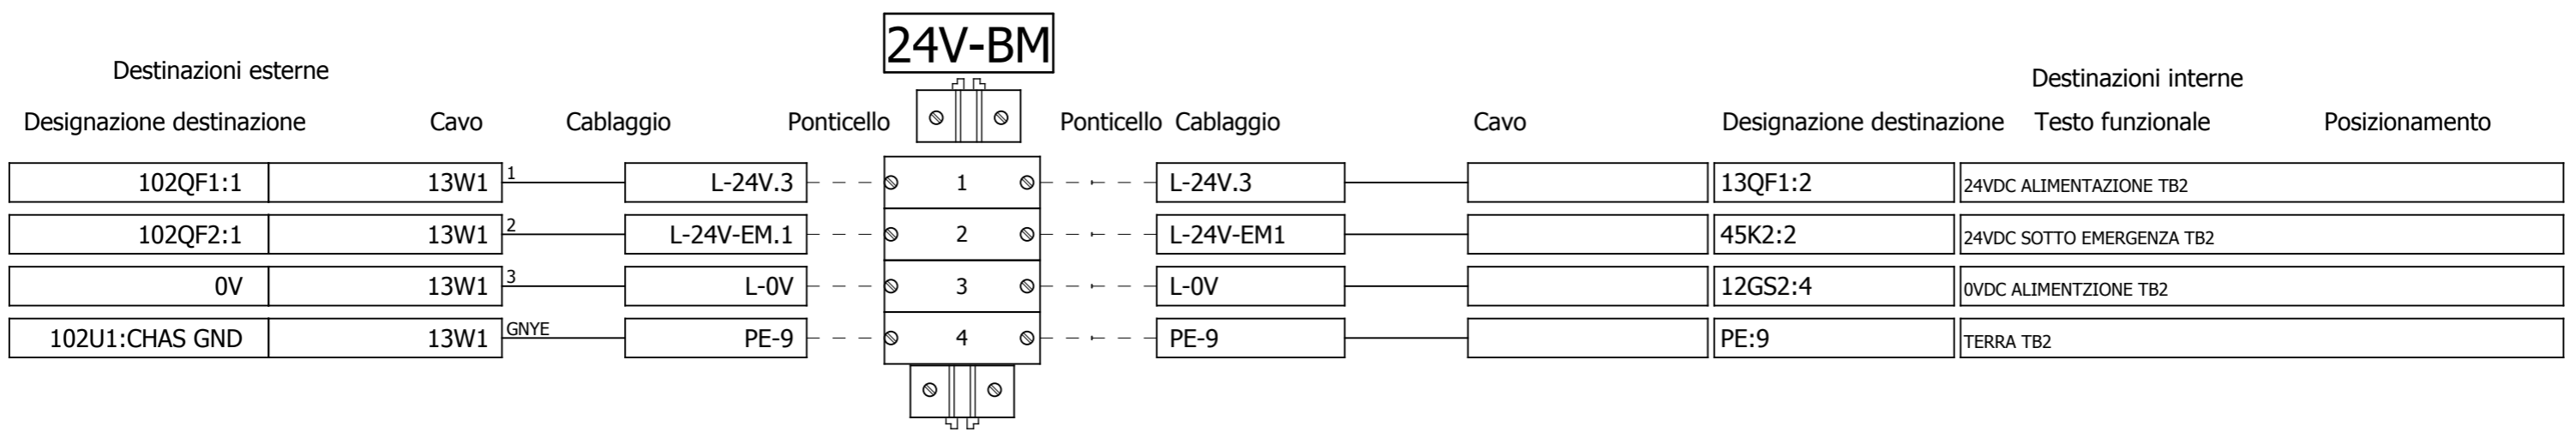 24V-BM
Destinazioni esterne
Destinazioni interne
Designazione destinazione Cavo Cablaggio Ponticello Ponticello Cablaggio Cavo Designazione destinazione Testo funzionale Posizionamento
102QF1:1 13W1 1 L-24V.3 1 L-24V.3 13QF1:2 24VDC ALIMENTAZIONE TB2
102QF2:1 13W1 2 L-24V-EM.1 2 L-24V-EM1 45K2:2 24VDC SOTTO EMERGENZA TB2
0V 13W1 3 L-0V 3 L-0V 12GS2:4 0VDC ALIMENTZIONE TB2
102U1:CHAS GND 13W1 GNYE PE-9 4 PE-9 PE:9 TERRA TB2